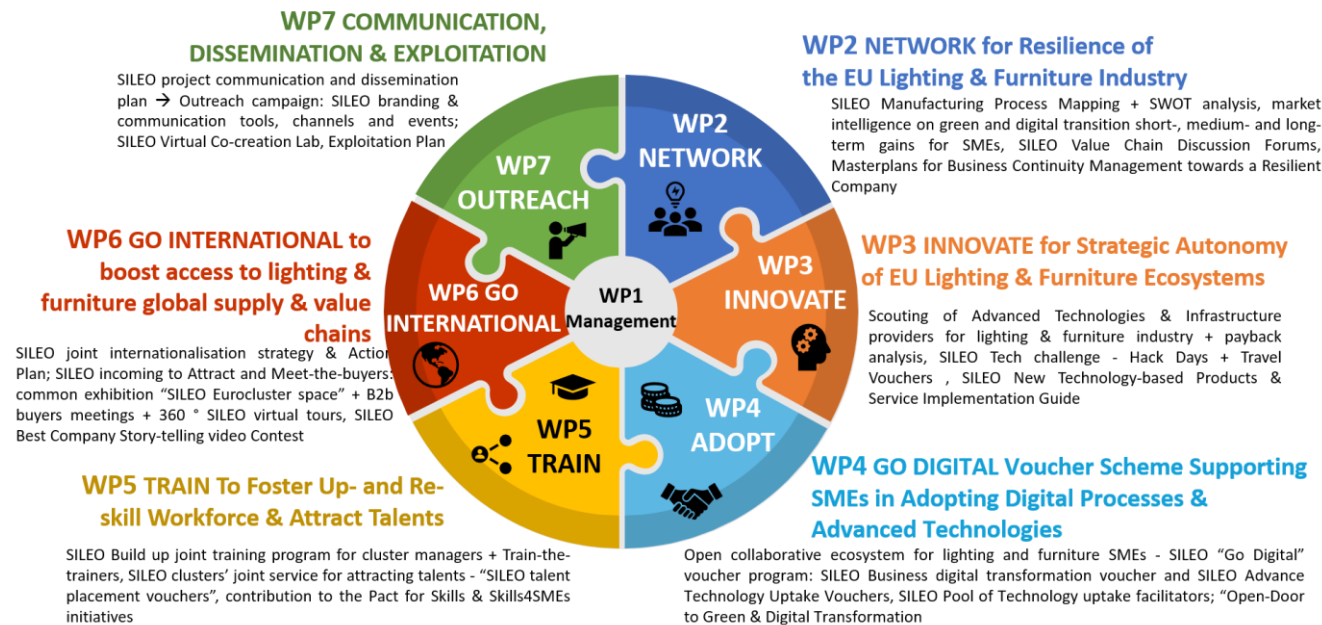 WP7 COMMUNICATION,
DISSEMINATION & EXPLOITATION
SILEO project communication and dissemination
plan → Outreach campaign: SILEO branding &
communication tools, channels and events;
SILEO Virtual Co-creation Lab, Exploitation Plan
WP2 NETWORK for Resilience of
the EU Lighting & Furniture Industry
SILEO Manufacturing Process Mapping + SWOT analysis, market
intelligence on green and digital transition short-, medium- and long-
term gains for SMEs, SILEO Value Chain Discussion Forums,
Masterplans for Business Continuity Management towards a Resilient
Company
WP6 GO INTERNATIONAL to
boost access to lighting &
furniture global supply & value
chains
SILEO joint internationalisation strategy & Action
Plan; SILEO incoming to Attract and Meet-the-buyers:
common exhibition “SILEO Eurocluster space” + B2b
buyers meetings + 360 ° SILEO virtual tours, SILEO
Best Company Story-telling video Contest
WP3 INNOVATE for Strategic Autonomy
of EU Lighting & Furniture Ecosystems
Scouting of Advanced Technologies & Infrastructure
providers for lighting & furniture industry + payback
analysis, SILEO Tech challenge - Hack Days + Travel
Vouchers , SILEO New Technology-based Products &
Service Implementation Guide
WP5 TRAIN To Foster Up- and Re-
skill Workforce & Attract Talents
SILEO Build up joint training program for cluster managers + Train-the-
trainers, SILEO clusters’ joint service for attracting talents - “SILEO talent
placement vouchers”, contribution to the Pact for Skills & Skills4SMEs
initiatives
WP4 GO DIGITAL Voucher Scheme Supporting
SMEs in Adopting Digital Processes &
Advanced Technologies
Open collaborative ecosystem for lighting and furniture SMEs - SILEO “Go Digital”
voucher program: SILEO Business digital transformation voucher and SILEO Advance
Technology Uptake Vouchers, SILEO Pool of Technology uptake facilitators; “Open-Door
to Green & Digital Transformation
WP7
OUTREACH
WP2
NETWORK
WP6 GO
INTERNATIONAL
WP1
Management
WP3
INNOVATE
WP5
TRAIN
WP4
ADOPT